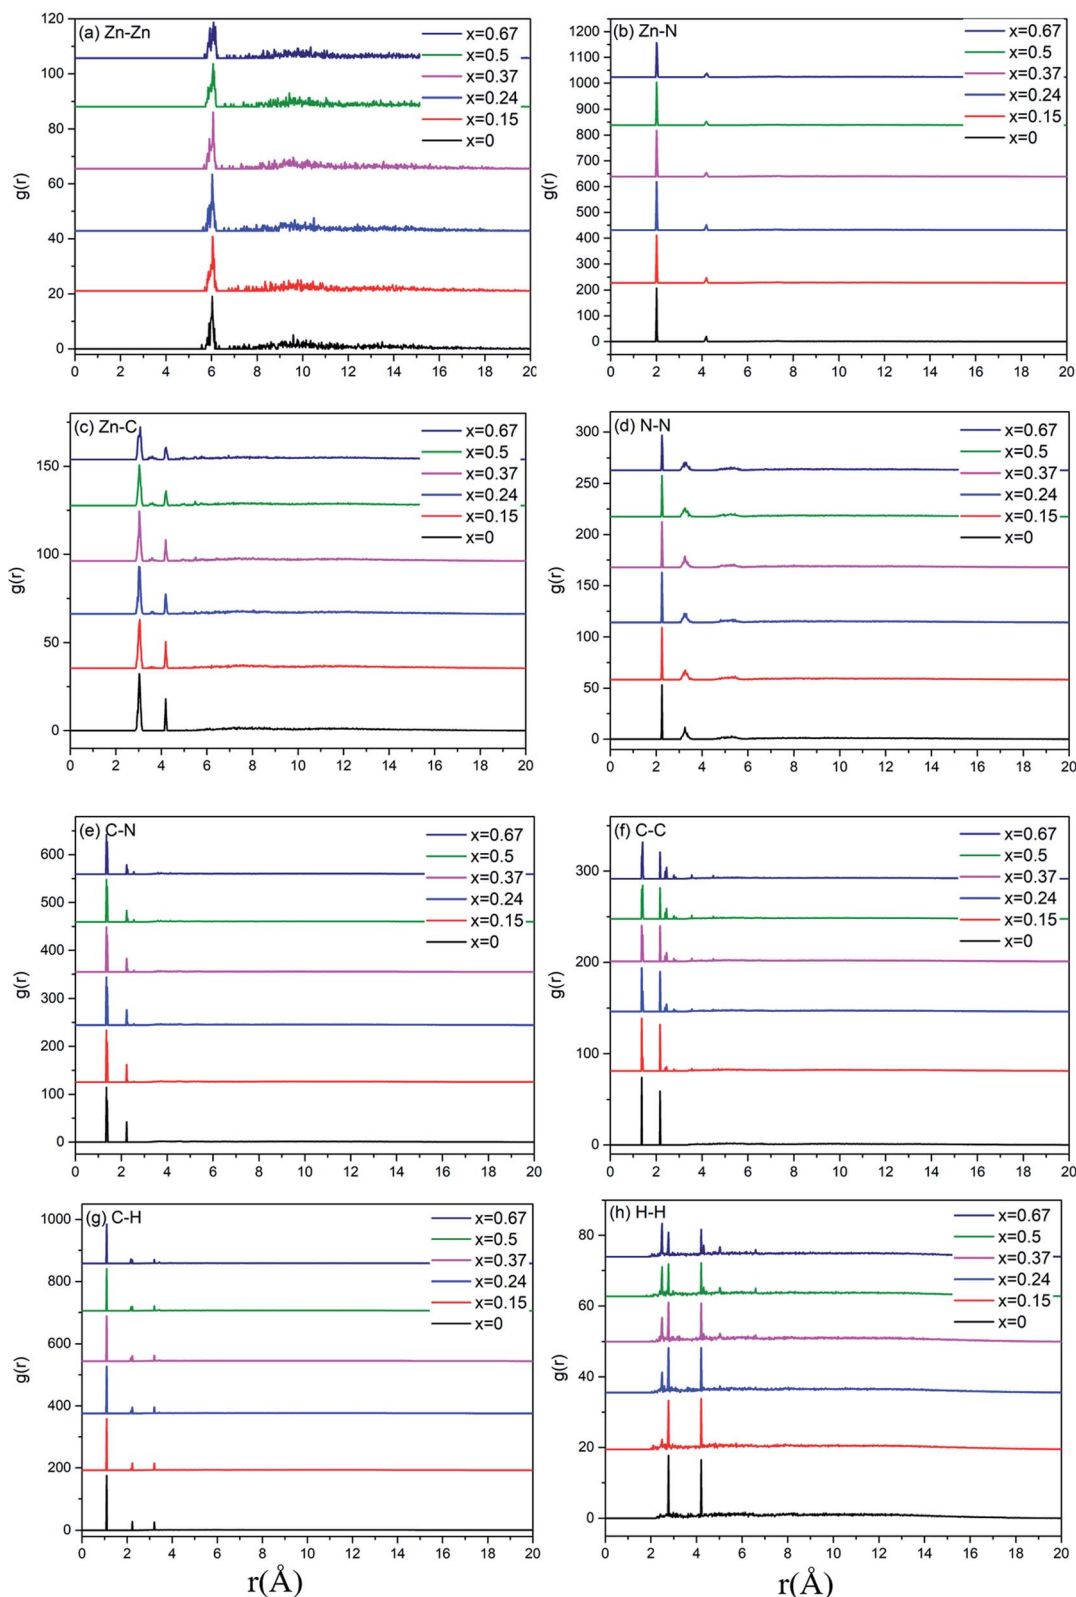 (a) Zn-Zn
x=0.67
x=0.5
x=0.37
x=0.24
x=0.15
x=0
120
100
80
60
40
20
0
g(r)
0 2 4 6 8 10 12 14 16 18 20
(b) Zn-N
x=0.67
x=0.5
x=0.37
x=0.24
x=0.15
x=0
1200
1100
1000
900
800
700
600
500
400
300
200
100
0
g(r)
0 2 4 6 8 10 12 14 16 18 20
(c) Zn-C
x=0.67
x=0.5
x=0.37
x=0.24
x=0.15
x=0
150
100
50
0
g(r)
0 2 4 6 8 10 12 14 16 18 20
(d) N-N
x=0.67
x=0.5
x=0.37
x=0.24
x=0.15
x=0
300
250
200
150
100
50
0
g(r)
0 2 4 6 8 10 12 14 16 18 20
(e) C-N
x=0.67
x=0.5
x=0.37
x=0.24
x=0.15
x=0
600
500
400
300
200
100
0
g(r)
0 2 4 6 8 10 12 14 16 18 20
(f) C-C
x=0.67
x=0.5
x=0.37
x=0.24
x=0.15
x=0
300
200
100
0
g(r)
0 2 4 6 8 10 12 14 16 18 20
(g) C-H
x=0.67
x=0.5
x=0.37
x=0.24
x=0.15
x=0
1000
800
600
400
200
0
g(r)
0 2 4 6 8 10 12 14 16 18 20
r(Å)
(h) H-H
x=0.67
x=0.5
x=0.37
x=0.24
x=0.15
x=0
80
60
40
20
0
g(r)
0 2 4 6 8 10 12 14 16 18 20
r(Å)